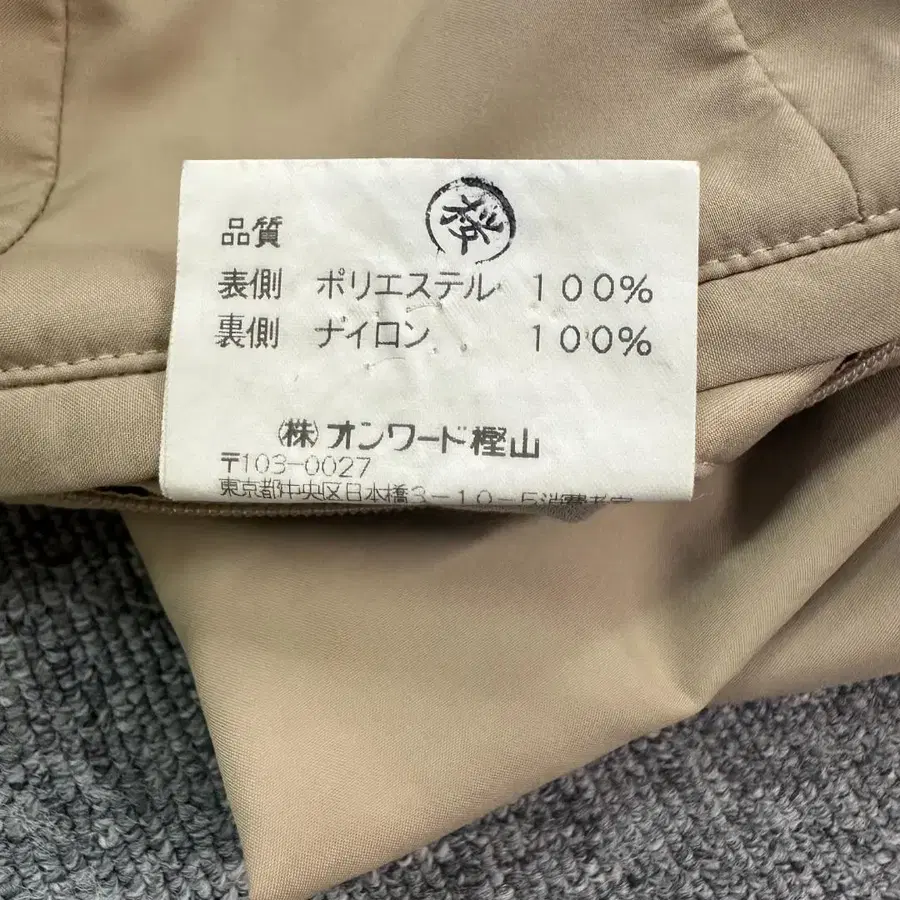 桜
品質
表側 ポリエステル 100%
裏側 ナイロン 100%
(株)オンワード樫山
〒103-0027
東京都中央区日本橋3-10-5